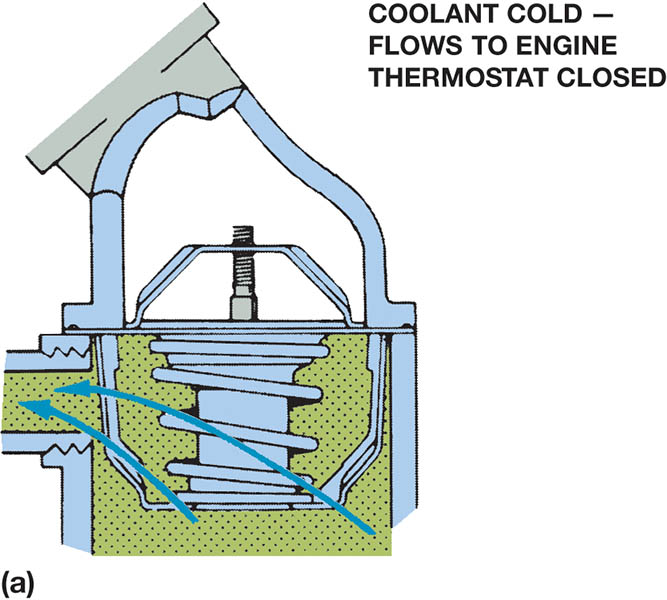 COOLANT COLD —
FLOWS TO ENGINE
THERMOSTAT CLOSED
(a)